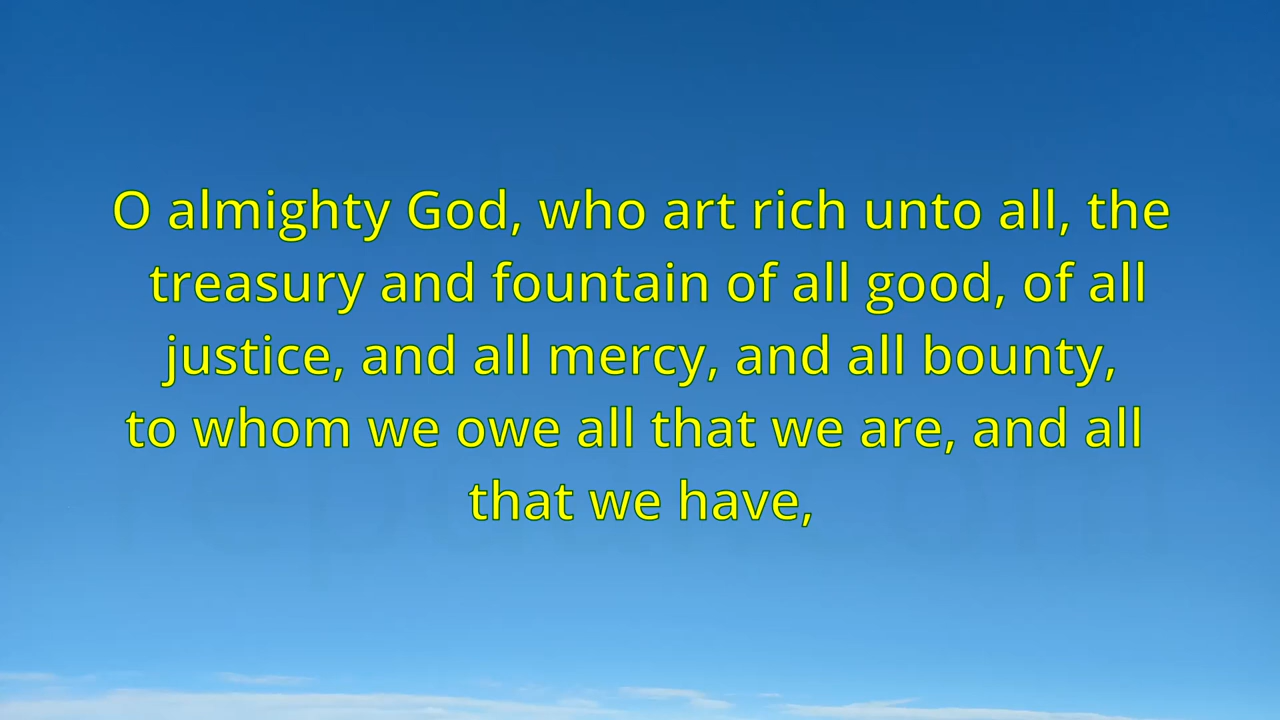 O almighty God, who art rich unto all, the
treasury and fountain of all good, of all
justice, and all mercy, and all bounty,
to whom we owe all that we are, and all
that we have,